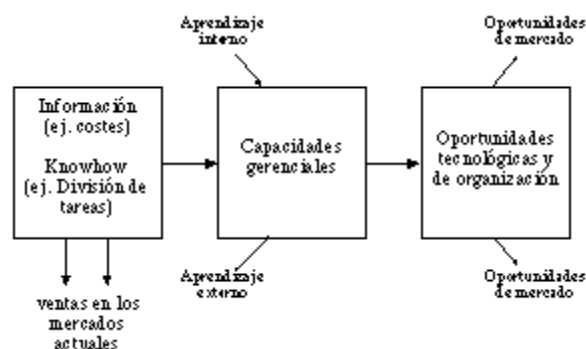 Aprendizaje
interno
Oportunidades
de mercado
Información
(ej. costes)
Knowhow
(ej. División de
tareas)
Capacidades
gerenciales
Oportunidades
tecnológicas y
de organización
Aprendizaje
externo
Oportunidades
de mercado
ventas en los
mercados
actuales